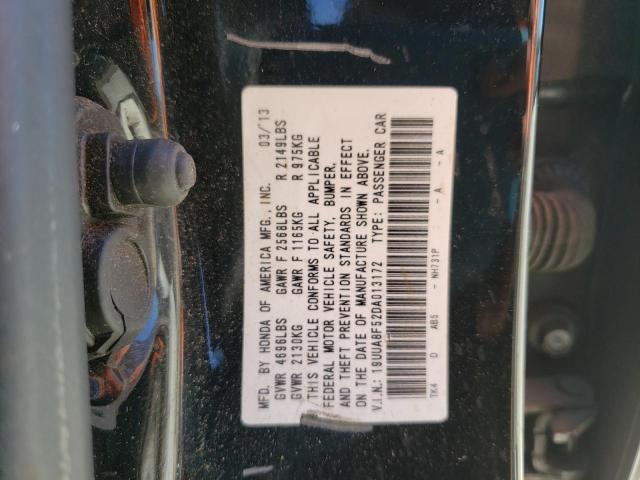 MFD. BY HONDA OF AMERICA MFG., INC. 03/13
GVWR 4696LBS GAWR F 2568LBS R 2149LBS
GVWR 2130KG GAWR F 1165KG R 975KG
THIS VEHICLE CONFORMS TO ALL APPLICABLE
FEDERAL MOTOR VEHICLE SAFETY, BUMPER,
AND THEFT PREVENTION STANDARDS IN EFFECT
ON THE DATE OF MANUFACTURE SHOWN ABOVE.
V.I.N.: 19UUA8F52DA013172 TYPE: PASSENGER CAR
TK4 D AB5 - NH731P - A - A